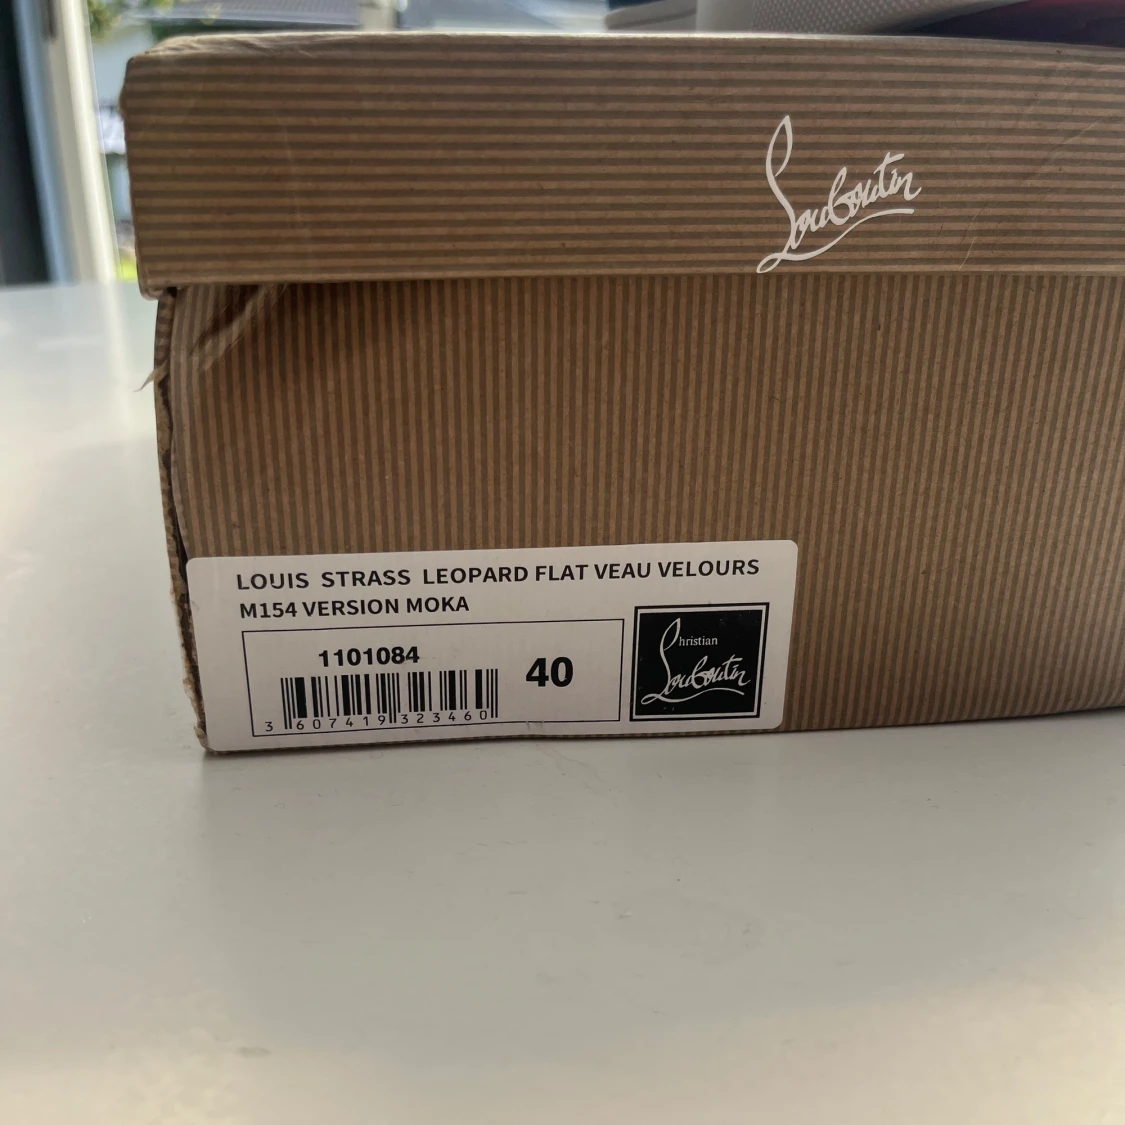 Louboutin
LOUIS STRASS LEOPARD FLAT VEAU VELOURS
M154 VERSION MOKA
1101084
40
3 607419 323460
Christian
Louboutin